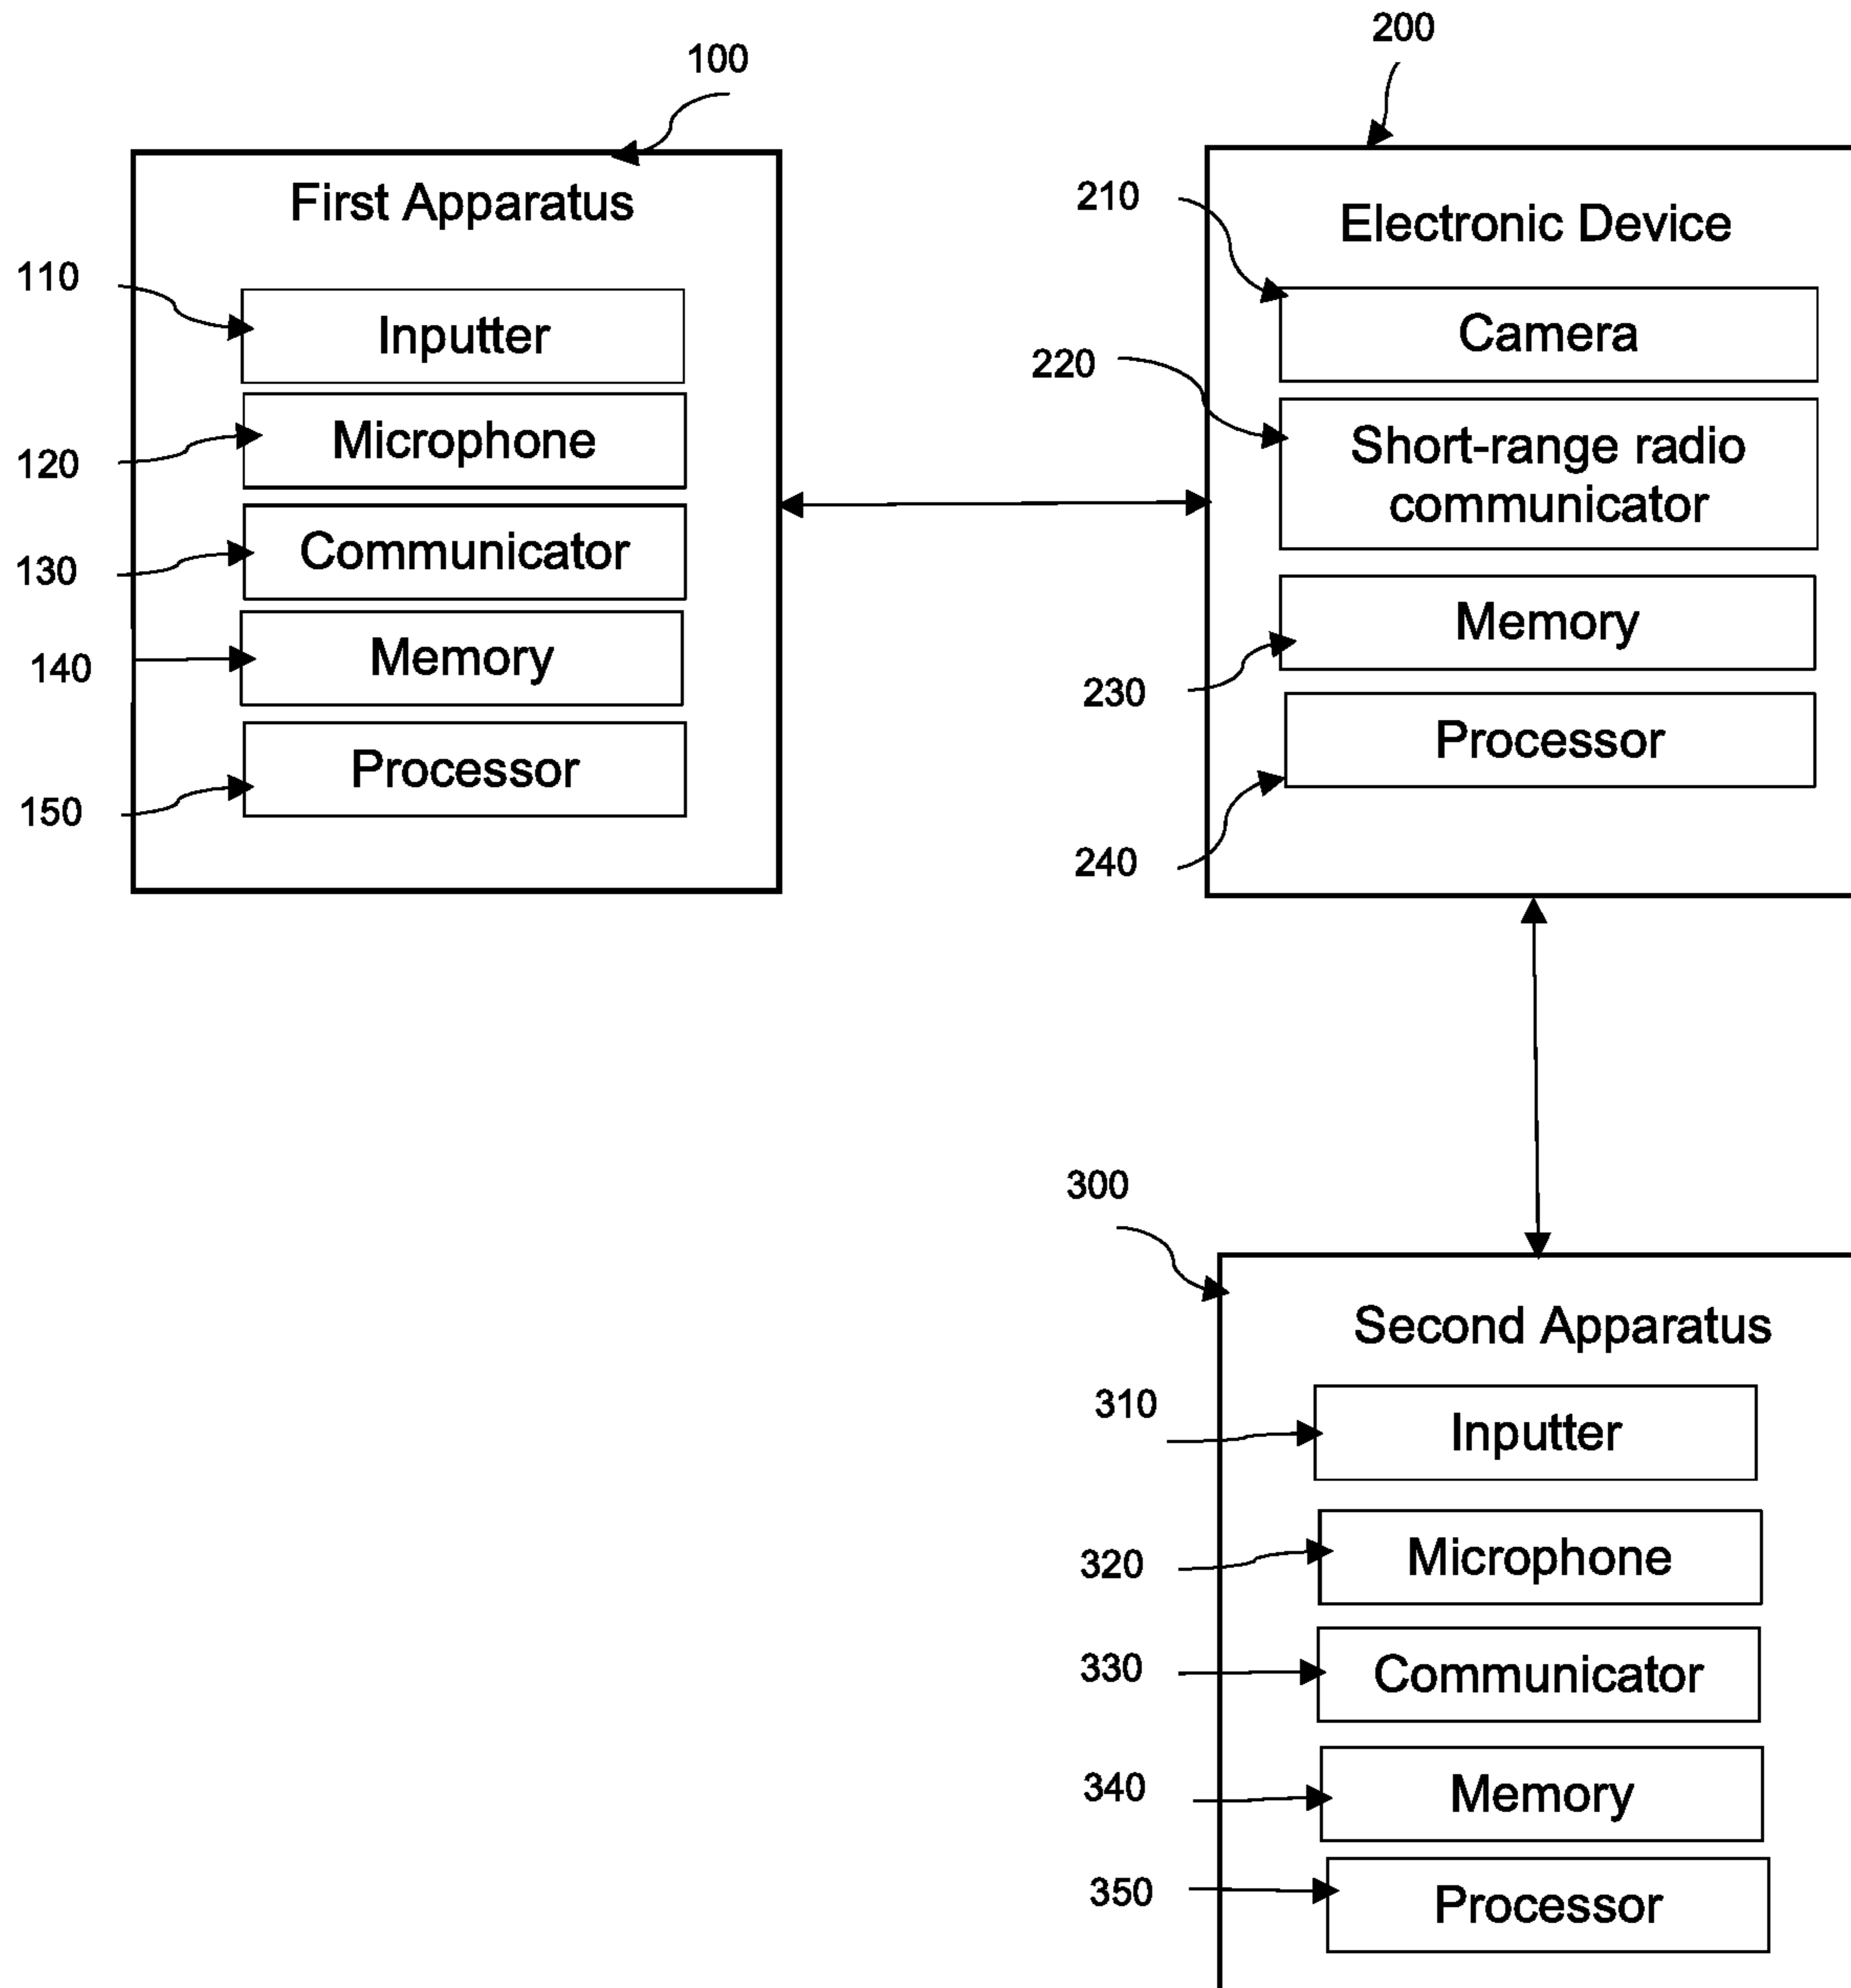 100
First Apparatus
110
Inputter
120
Microphone
130
Communicator
140
Memory
150
Processor
200
Electronic Device
210
Camera
220
Short-range radio
communicator
230
Memory
240
Processor
300
Second Apparatus
310
Inputter
320
Microphone
330
Communicator
340
Memory
350
Processor